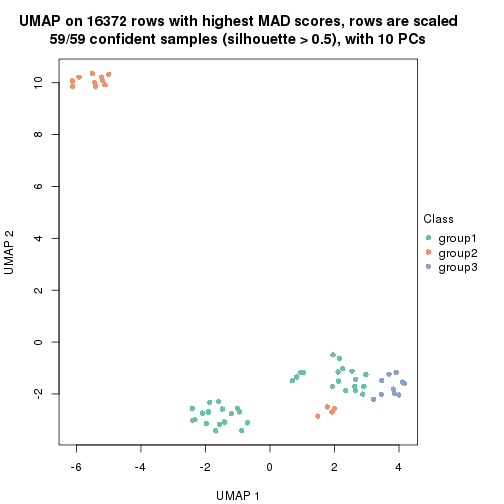 UMAP on 16372 rows with highest MAD scores, rows are scaled
59/59 confident samples (silhouette > 0.5), with 10 PCs
10
8
6
4
2
0
-2
UMAP 2
-6
-4
-2
0
2
4
UMAP 1
Class
group1
group2
group3